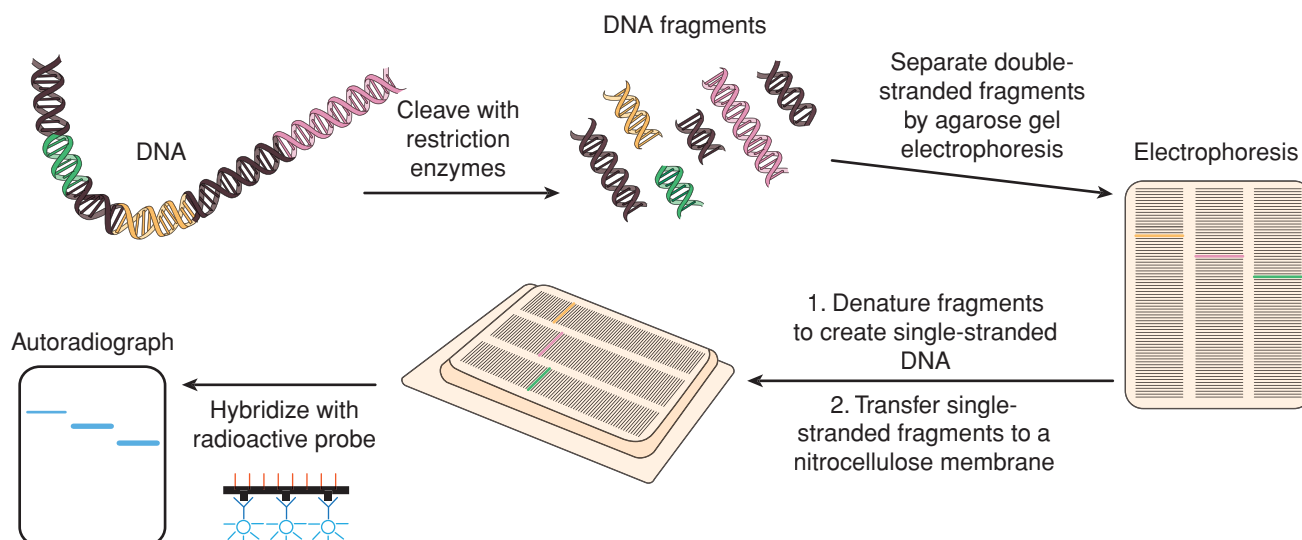 DNA fragments
DNA
Cleave with
restriction
enzymes
Separate double-
stranded fragments
by agarose gel
electrophoresis
Electrophoresis
1. Denature fragments
to create single-stranded
DNA
2. Transfer single-
stranded fragments to a
nitrocellulose membrane
Hybridize with
radioactive probe
Autoradiograph